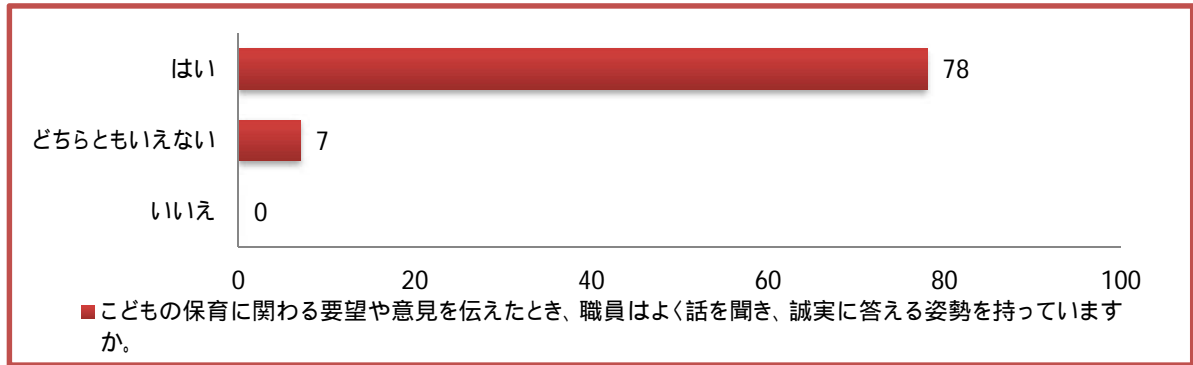 はい 78
どちらともいえない 7
いいえ 0
0 20 40 60 80 100
こどもの保育に関わる要望や意見を伝えたとき、職員はよく話を聞き、誠実に答える姿勢を持っています
か。